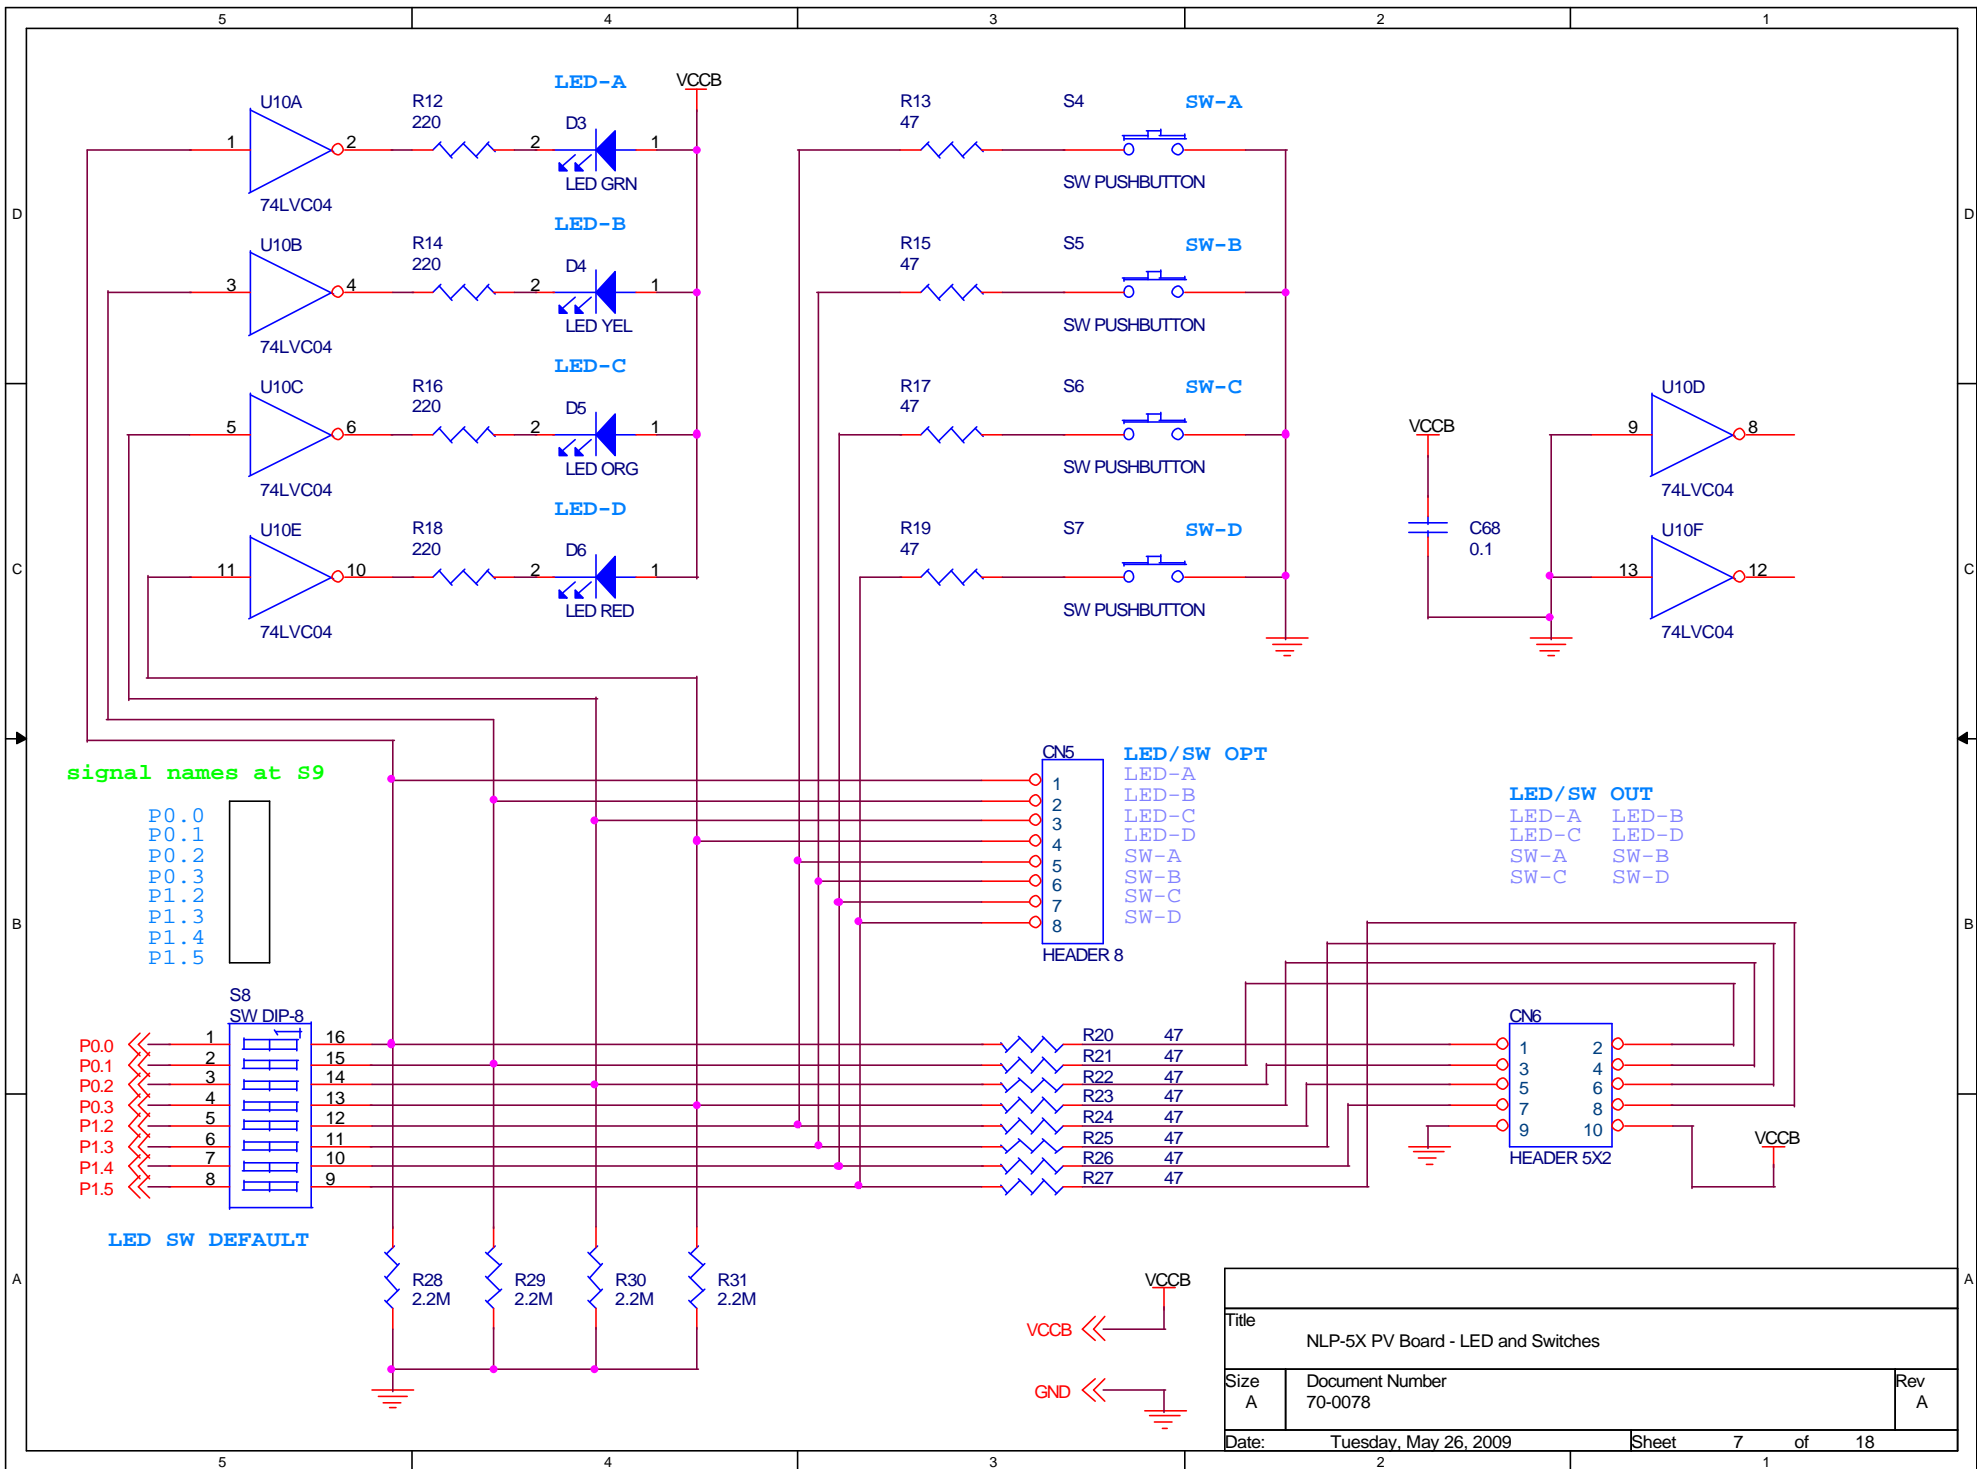 5 4 3 2 1
LED-A
VCCB
U10A
R12
220
D3
1
2
2
1
LED GRN
74LVC04
R13
47
S4
SW-A
SW PUSHBUTTON
D
D
LED-B
U10B
R14
220
D4
3
4
2
1
LED YEL
74LVC04
R15
47
S5
SW-B
SW PUSHBUTTON
LED-C
U10C
R16
220
D5
5
6
2
1
LED ORG
74LVC04
R17
47
S6
SW-C
SW PUSHBUTTON
VCCB
C68
0.1
U10D
9
8
74LVC04
LED-D
U10E
R18
220
D6
11
10
2
1
LED RED
74LVC04
R19
47
S7
SW-D
SW PUSHBUTTON
U10F
13
12
74LVC04
C
C
signal names at S9
P0.0
P0.1
P0.2
P0.3
P1.2
P1.3
P1.4
P1.5
CN5
1
2
3
4
5
6
7
8
HEADER 8
LED/SW OPT
LED-A
LED-B
LED-C
LED-D
SW-A
SW-B
SW-C
SW-D
LED/SW OUT
LED-A LED-B
LED-C LED-D
SW-A SW-B
SW-C SW-D
B
B
S8
SW DIP-8
P0.0 1 16
P0.1 2 15
P0.2 3 14
P0.3 4 13
P1.2 5 12
P1.3 6 11
P1.4 7 10
P1.5 8 9
LED SW DEFAULT
R20 47
R21 47
R22 47
R23 47
R24 47
R25 47
R26 47
R27 47
CN6
1 2
3 4
5 6
7 8
9 10
HEADER 5X2
VCCB
R28
2.2M
R29
2.2M
R30
2.2M
R31
2.2M
A
A
VCCB
VCCB
GND
Title
NLP-5X PV Board - LED and Switches
Size
A
Document Number
70-0078
Rev
A
Date: Tuesday, May 26, 2009
Sheet 7 of 18
5 4 3 2 1